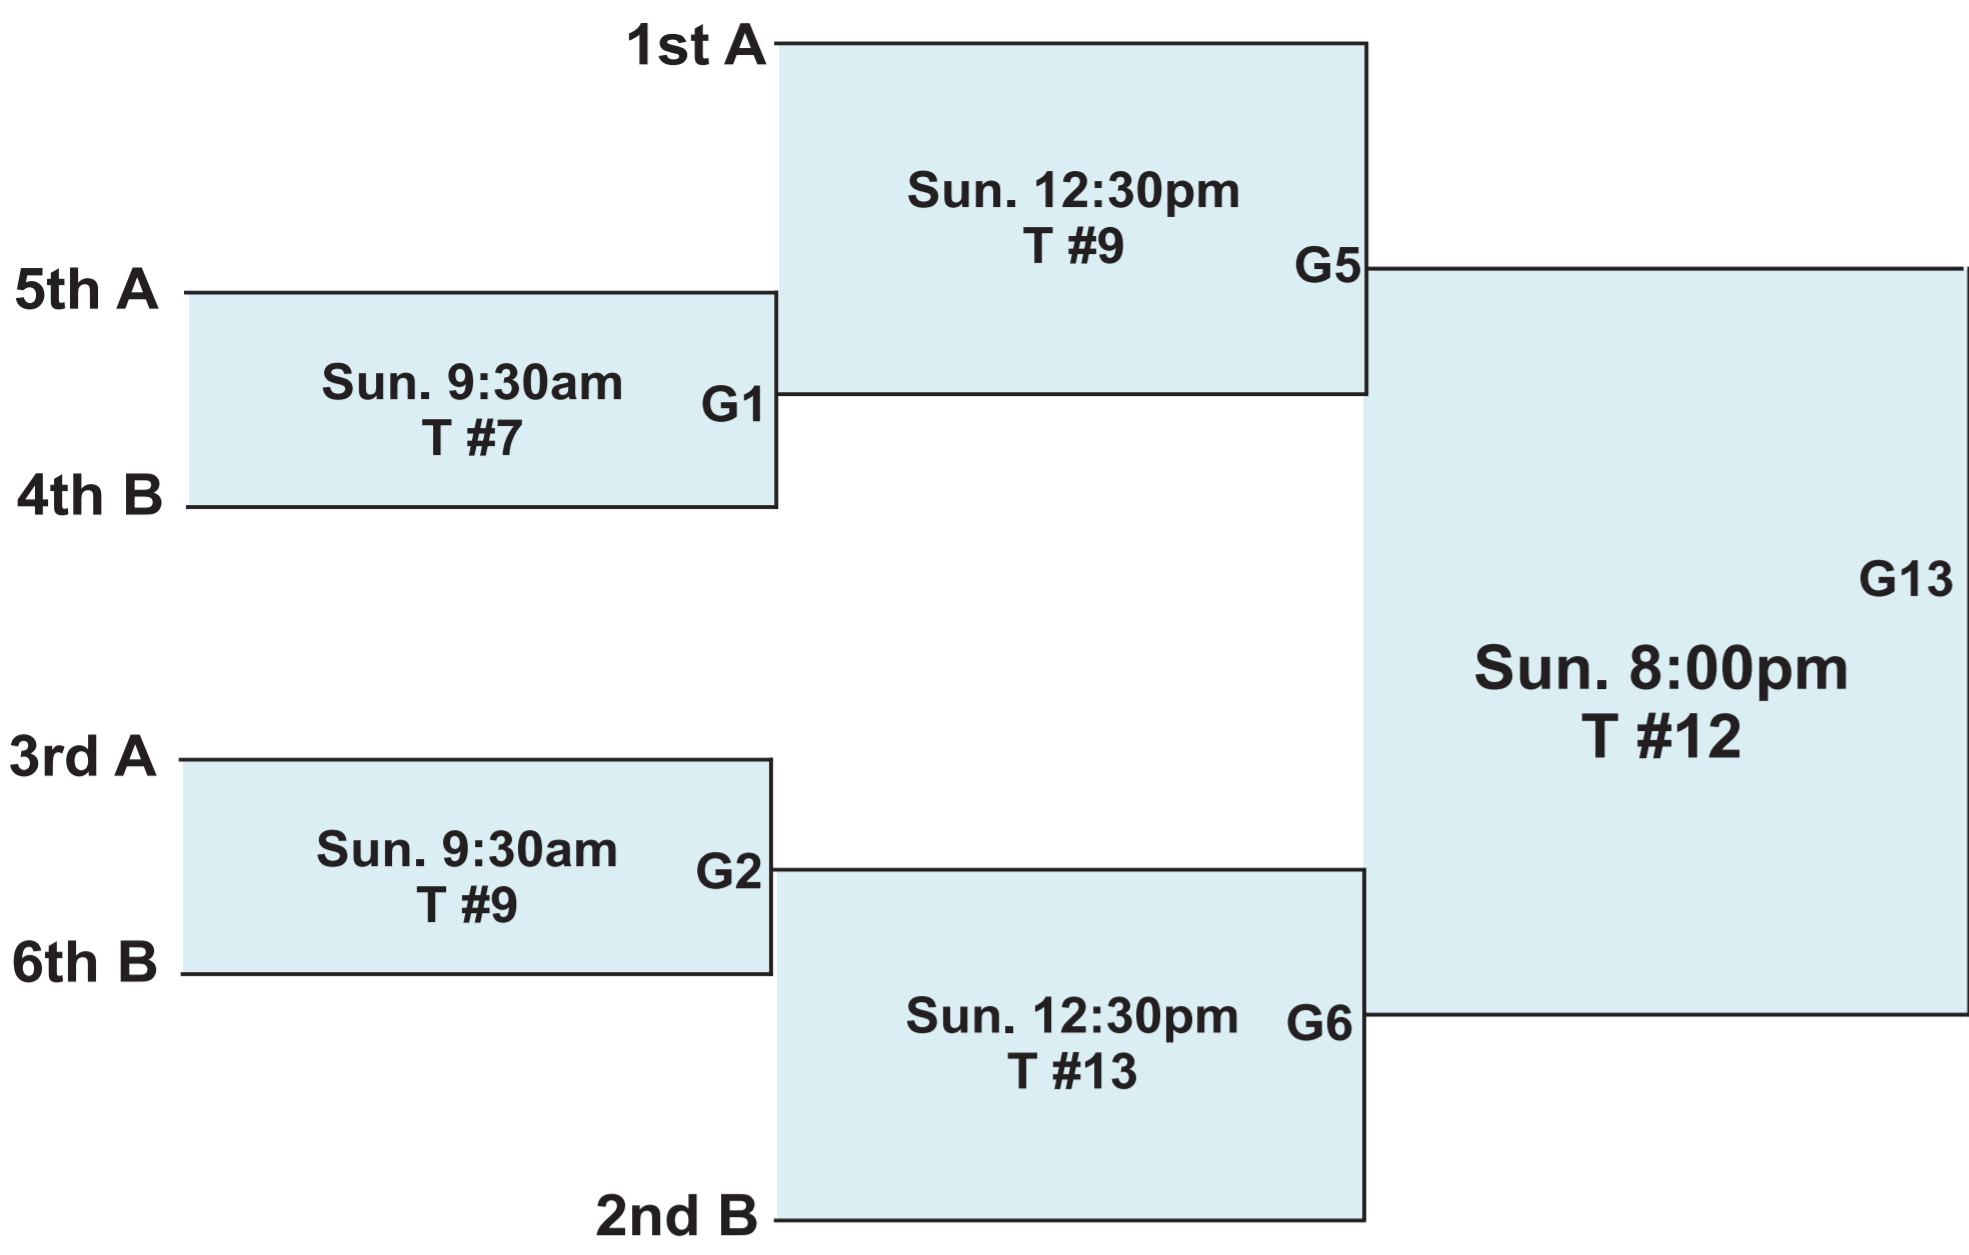 1st A
Sun. 12:30pm
T #9
G5
5th A
Sun. 9:30am
T #7
G1
4th B
G13
Sun. 8:00pm
T #12
3rd A
Sun. 9:30am
T #9
G2
6th B
Sun. 12:30pm
T #13
G6
2nd B